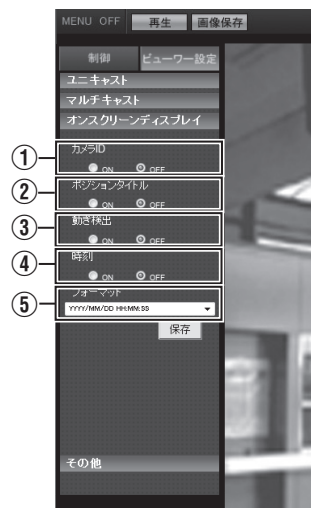 MENU OFF 再生 画像保存
制御 ビューワー設定
ユニキャスト
マルチキャスト
オンスクリーンディスプレイ
① カメラID
ON OFF
② ポジションタイトル
ON OFF
③ 動き検出
ON OFF
④ 時刻
ON OFF
⑤ フォーマット
YYYY/MM/DD HH:MM:SS
保存
その他